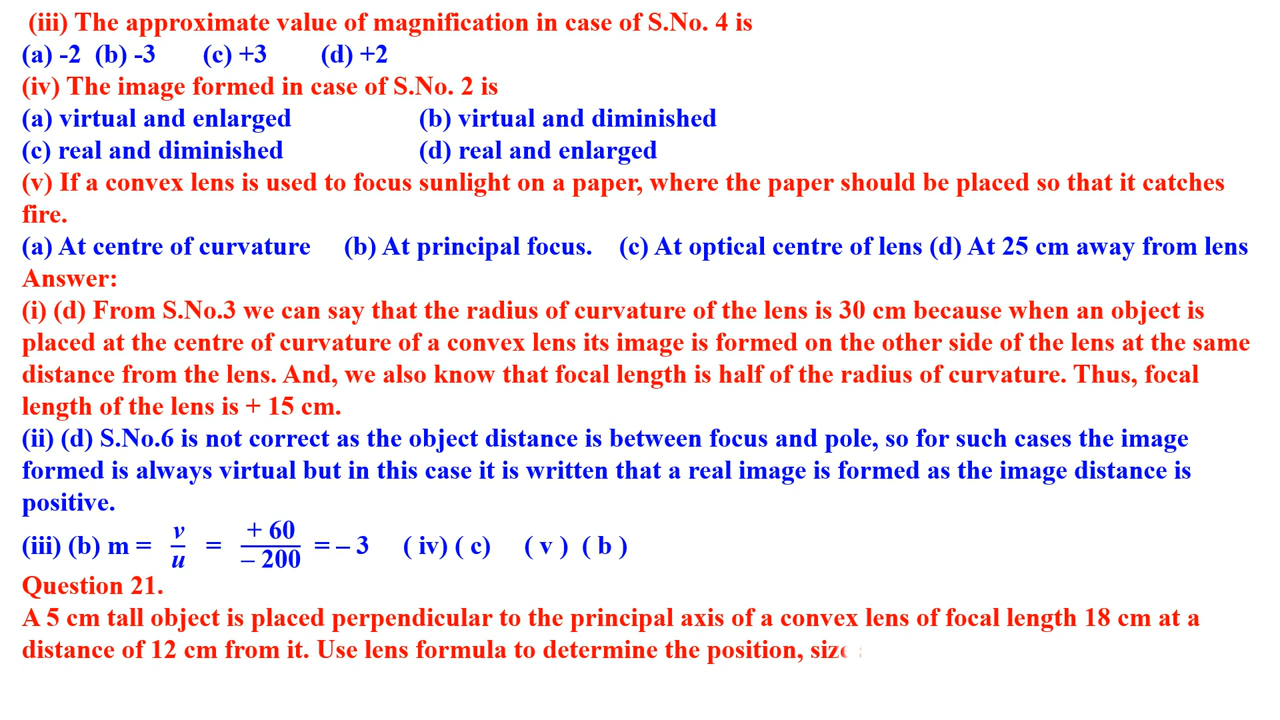 (iii) The approximate value of magnification in case of S.No. 4 is
(a) -2 (b) -3 (c) +3 (d) +2
(iv) The image formed in case of S.No. 2 is
(a) virtual and enlarged (b) virtual and diminished
(c) real and diminished (d) real and enlarged
(v) If a convex lens is used to focus sunlight on a paper, where the paper should be placed so that it catches
fire.
(a) At centre of curvature (b) At principal focus. (c) At optical centre of lens (d) At 25 cm away from lens
Answer:
(i) (d) From S.No.3 we can say that the radius of curvature of the lens is 30 cm because when an object is
placed at the centre of curvature of a convex lens its image is formed on the other side of the lens at the same
distance from the lens. And, we also know that focal length is half of the radius of curvature. Thus, focal
length of the lens is + 15 cm.
(ii) (d) S.No.6 is not correct as the object distance is between focus and pole, so for such cases the image
formed is always virtual but in this case it is written that a real image is formed as the image distance is
positive.
(iii) (b) m = v/u = + 60/– 200 = – 3 ( iv) ( c) ( v ) ( b )
Question 21.
A 5 cm tall object is placed perpendicular to the principal axis of a convex lens of focal length 18 cm at a
distance of 12 cm from it. Use lens formula to determine the position, size